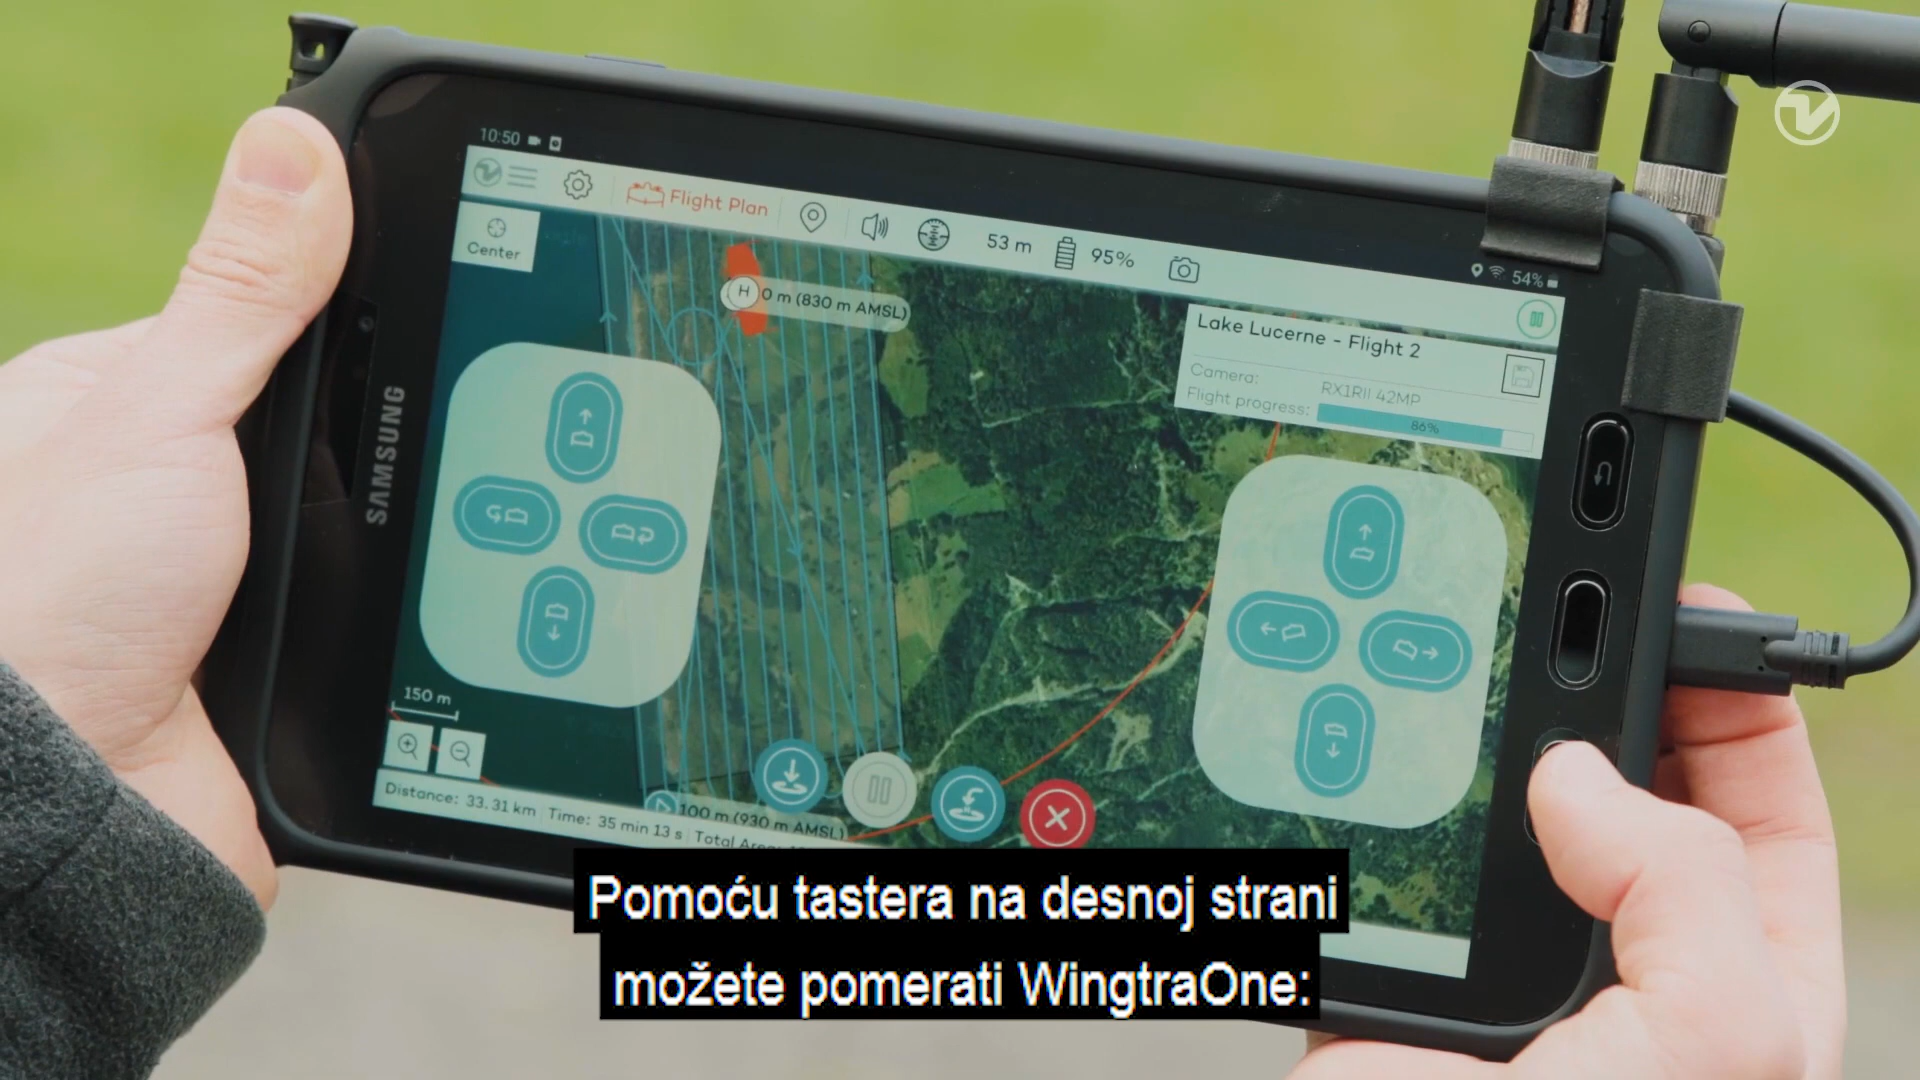 10:50
Flight Plan
53 m
95%
54%
Center
H
0 m (830 m AMSL)
Lake Lucerne - Flight 2
Camera:
RX1RII 42MP
Flight progress:
86%
SAMSUNG
150 m
100 m (930 m AMSL)
Distance: 33.31 km
Time: 35 min 13 s
Total Area:
Pomoću tastera na desnoj strani
možete pomerati WingtraOne: